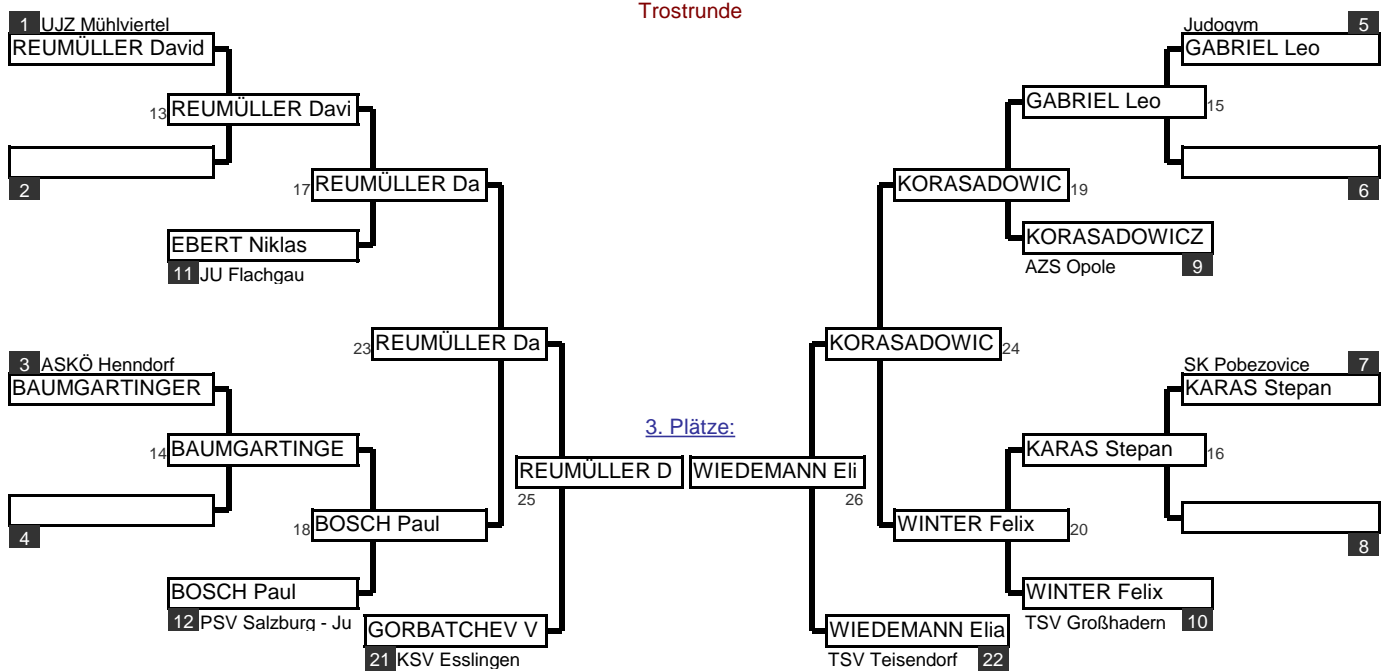 Trostrunde
1 UJZ Mühlviertel
REUMÜLLER David
13 REUMÜLLER Davi
2
17 REUMÜLLER Da
EBERT Niklas
11 JU Flachgau
23 REUMÜLLER Da
3 ASKÖ Henndorf
BAUMGARTINGER
14 BAUMGARTINGE
4
18 BOSCH Paul
BOSCH Paul
12 PSV Salzburg - Ju
GORBATCHEV V
21 KSV Esslingen
3. Plätze:
REUMÜLLER D
25
WIEDEMANN Eli
26
Judogym 5
GABRIEL Leo
GABRIEL Leo 15
6
KORASADOWIC 19
KORASADOWICZ
AZS Opole 9
KORASADOWIC 24
SK Pobezovice 7
KARAS Stepan
KARAS Stepan 16
8
WINTER Felix 20
WINTER Felix
TSV Großhadern 10
WIEDEMANN Elia
TSV Teisendorf 22